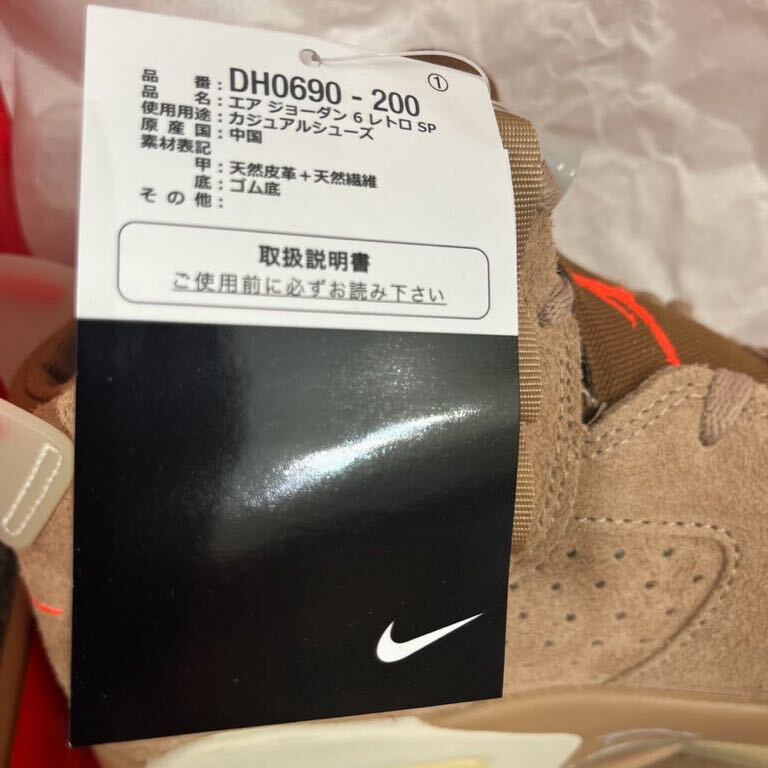 ①
品 番：DH0690 - 200
品 名：エア ジョーダン 6 レトロ SP
使用用途：カジュアルシューズ
原 産 国：中国
素材表記
甲：天然皮革＋天然繊維
底：ゴム底
そ の 他：
取扱説明書
ご使用前に必ずお読み下さい